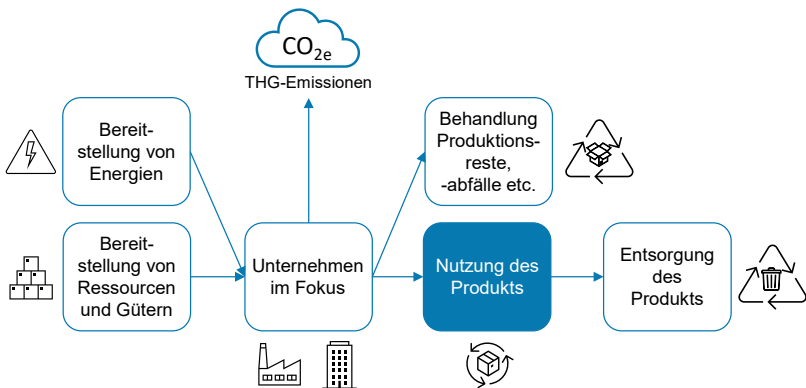 CO2e
THG-Emissionen
Bereit-
stellung von
Energien
Behandlung
Produktions-
reste,
-abfälle etc.
Bereit-
stellung von
Ressourcen
und Gütern
Unternehmen
im Fokus
Nutzung des
Produkts
Entsorgung
des
Produkts